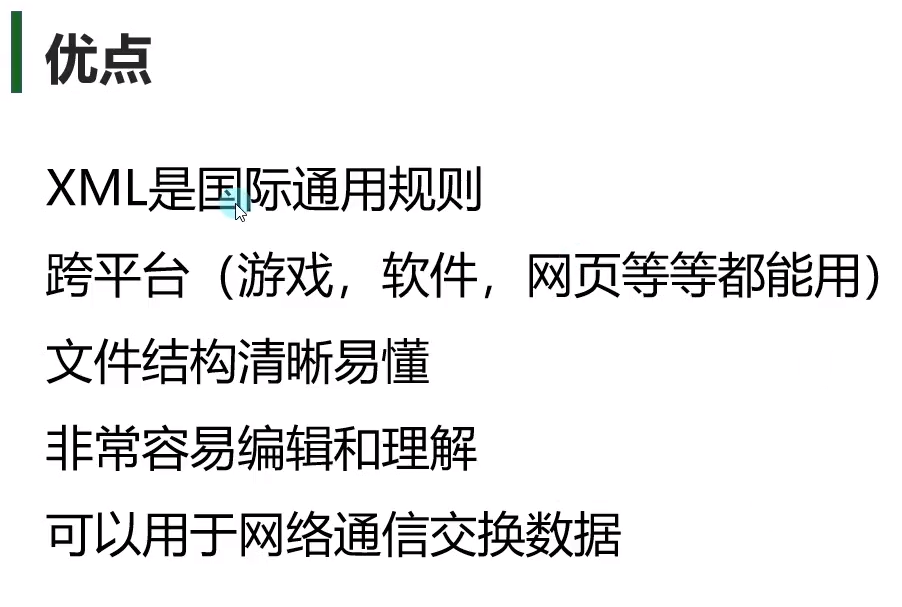 优点
XML是国际通用规则
跨平台（游戏，软件，网页等等都能用）
文件结构清晰易懂
非常容易编辑和理解
可以用于网络通信交换数据